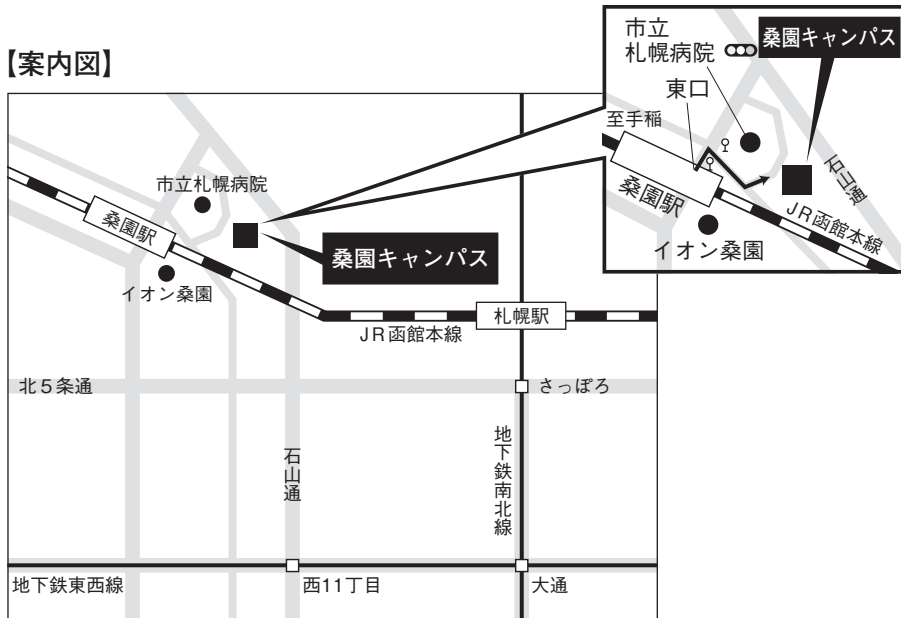 【案内図】
市立
札幌病院
桑園キャンパス
東口
至手稲
桑園駅
石山通
JR函館本線
イオン桑園
市立札幌病院
桑園駅
桑園キャンパス
イオン桑園
札幌駅
JR函館本線
北5条通
さっぽろ
石山通
地下鉄南北線
地下鉄東西線
西11丁目
大通